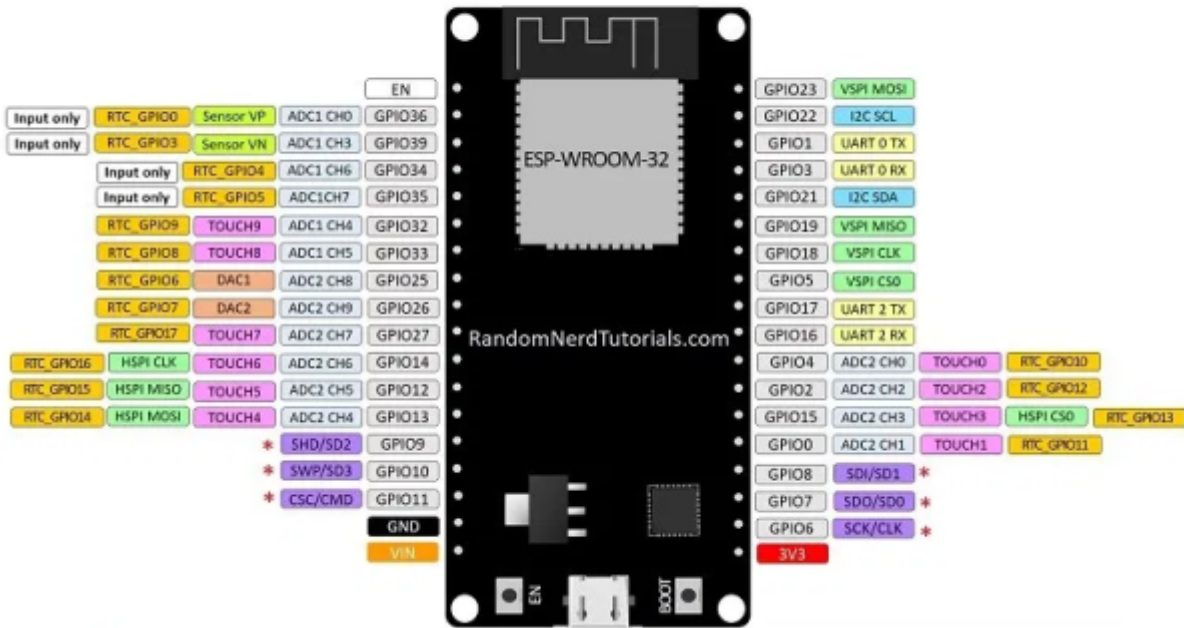 EN GPIO23 VSPI MOSI
Input only RTC_GPIO0 Sensor VP ADC1 CH0 GPIO36 GPIO22 I2C SCL
Input only RTC_GPIO3 Sensor VN ADC1 CH3 GPIO39 GPIO1 UART 0 TX
Input only RTC_GPIO4 ADC1 CH6 GPIO34 ESP-WROOM-32 GPIO3 UART 0 RX
Input only RTC_GPIO5 ADC1CH7 GPIO35 GPIO21 I2C SDA
RTC_GPIO9 TOUCH9 ADC1 CH4 GPIO32 GPIO19 VSPI MISO
RTC_GPIO8 TOUCH8 ADC1 CH5 GPIO33 GPIO18 VSPI CLK
RTC_GPIO6 DAC1 ADC2 CH8 GPIO25 GPIO5 VSPI CS0
RTC_GPIO7 DAC2 ADC2 CH9 GPIO26 GPIO17 UART 2 TX
RTC_GPIO17 TOUCH7 ADC2 CH7 GPIO27 RandomNerdTutorials.com GPIO16 UART 2 RX
RTC_GPIO16 HSPI CLK TOUCH6 ADC2 CH6 GPIO14 GPIO4 ADC2 CH0 TOUCH0 RTC_GPIO10
RTC_GPIO15 HSPI MISO TOUCH5 ADC2 CH5 GPIO12 GPIO2 ADC2 CH2 TOUCH2 RTC_GPIO12
RTC_GPIO14 HSPI MOSI TOUCH4 ADC2 CH4 GPIO13 GPIO15 ADC2 CH3 TOUCH3 HSPI CS0 RTC_GPIO13
* SHD/SD2 GPIO9 GPIO0 ADC2 CH1 TOUCH1 RTC_GPIO11
* SWP/SD3 GPIO10 GPIO8 SDI/SD1 *
* CSC/CMD GPIO11 GPIO7 SDO/SD0 *
GND GPIO6 SCK/CLK *
VIN 3V3
EN BOOT